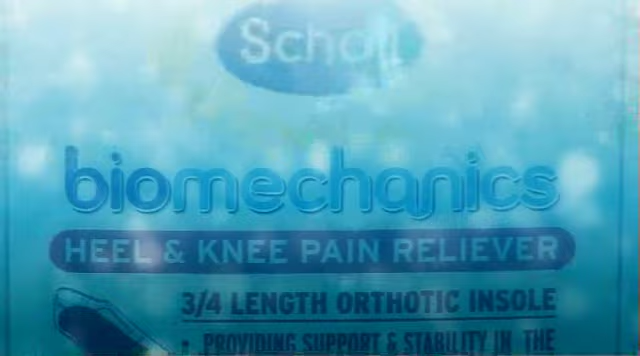 Scholl
biomechanics
HEEL & KNEE PAIN RELIEVER
3/4 LENGTH ORTHOTIC INSOLE
: PROVIDING SUPPORT & STABILITY IN THE